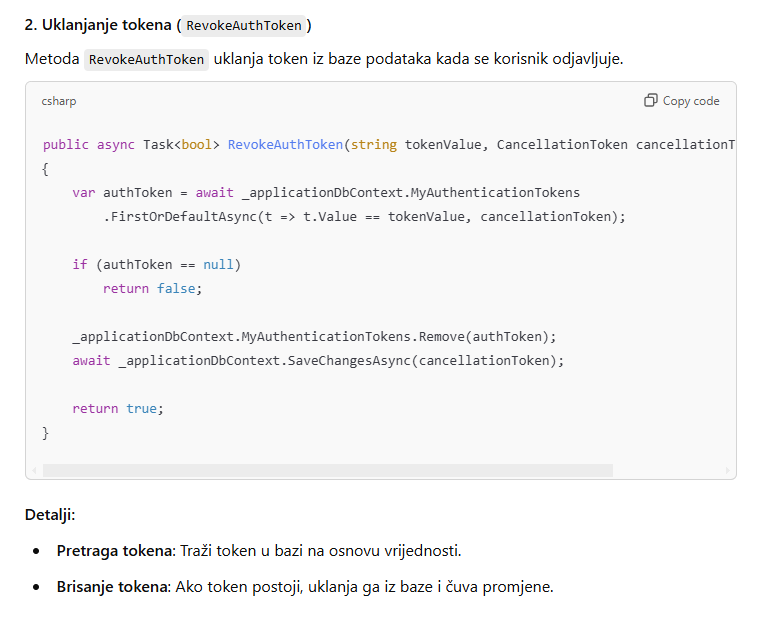 2. Uklanjanje tokena ( RevokeAuthToken )
Metoda RevokeAuthToken uklanja token iz baze podataka kada se korisnik odjavljuje.
csharp
Copy code
public async Task<bool> RevokeAuthToken(string tokenValue, CancellationToken cancellationT
{
    var authToken = await _applicationDbContext.MyAuthenticationTokens
        .FirstOrDefaultAsync(t => t.Value == tokenValue, cancellationToken);
    if (authToken == null)
        return false;
    _applicationDbContext.MyAuthenticationTokens.Remove(authToken);
    await _applicationDbContext.SaveChangesAsync(cancellationToken);
    return true;
}
Detalji:
• Pretraga tokena: Traži token u bazi na osnovu vrijednosti.
• Brisanje tokena: Ako token postoji, uklanja ga iz baze i čuva promjene.